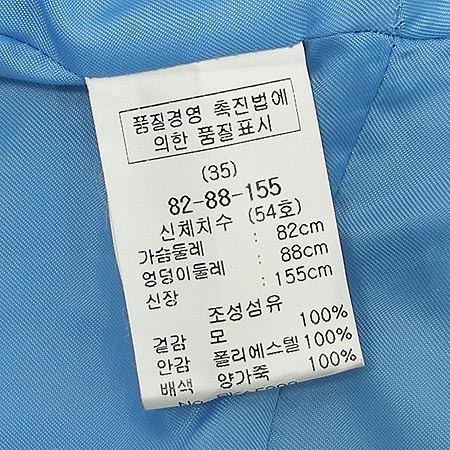 품질경영 촉진법에
의한 품질표시
(35)
82-88-155
신체치수 (54호)
가슴둘레 : 82cm
엉덩이둘레 : 88cm
신장 : 155cm
조성섬유
겉감 모 100%
안감 폴리에스텔 100%
배색 양가죽 100%